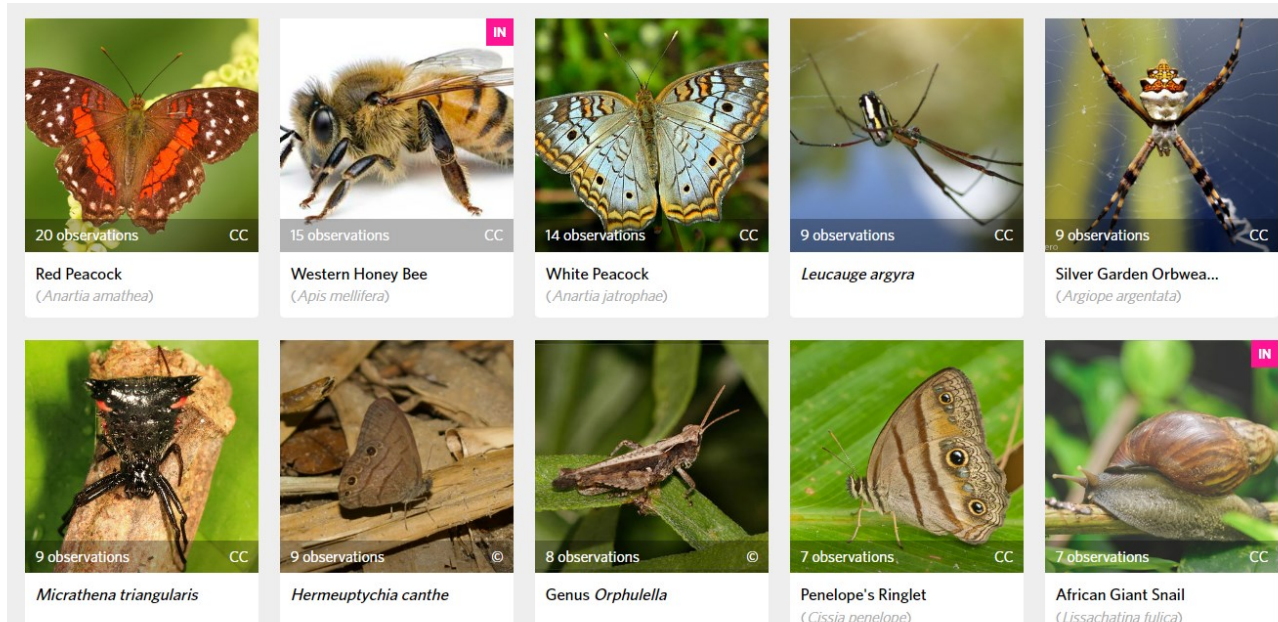 IN
20 observations CC
15 observations CC
14 observations CC
9 observations CC
9 observations CC
Red Peacock
(Anartia amathea)
Western Honey Bee
(Apis mellifera)
White Peacock
(Anartia jatrophae)
Leucauge argyra
Silver Garden Orbwea...
(Argiope argentata)
IN
9 observations CC
9 observations ©
8 observations ©
7 observations CC
7 observations CC
Micrathena triangularis
Hermeuptychia canthe
Genus Orphulella
Penelope's Ringlet
(Cissia penelope)
African Giant Snail
(Lissachatina fulica)